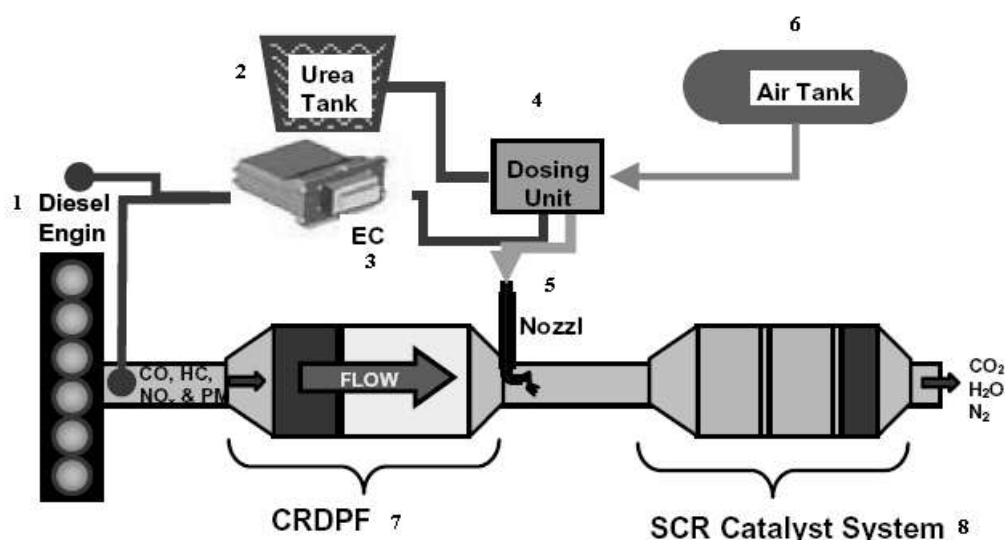 6
2
Urea
Tank
Air Tank
4
Dosing
Unit
1 Diesel
Engin
EC
3
5
Nozzl
CO, HC,
NOx & PM
FLOW
CO₂
H₂O
N₂
CRDPF 7
SCR Catalyst System 8